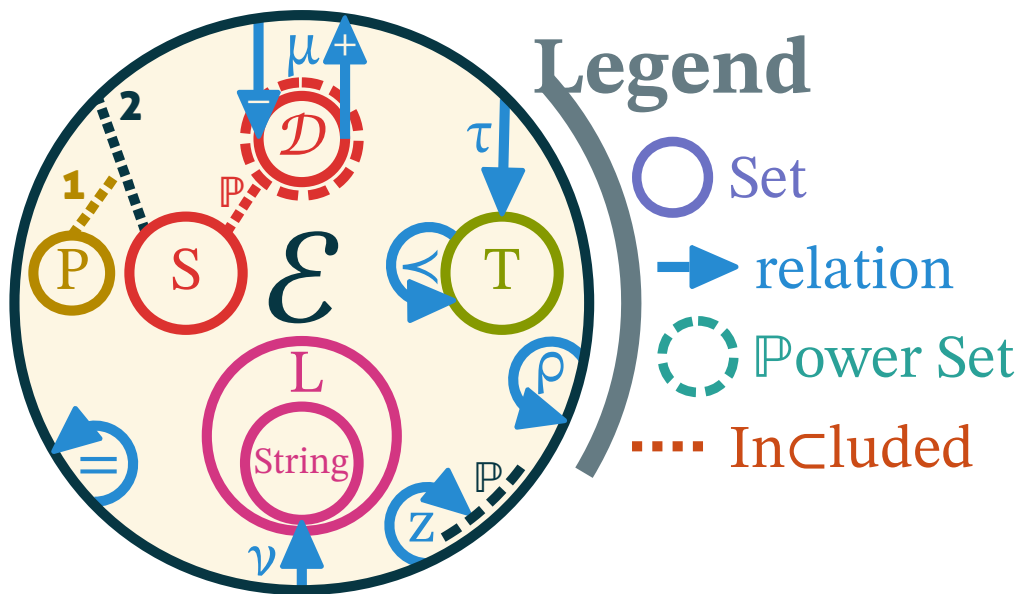 Legend
Set
relation
ℙower Set
In⊂luded
μ
+
−
𝒟
2
1
ℙ
τ
P
S
ℰ
≺
T
L
String
ρ
=
ℙ
z
ν